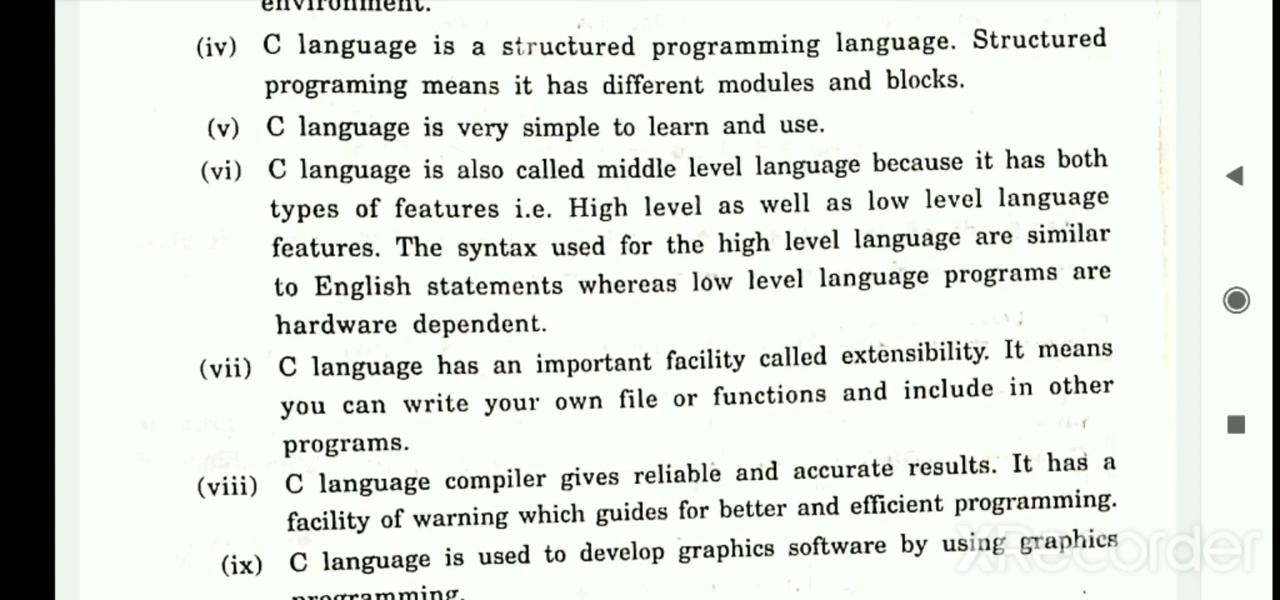 environment.
(iv) C language is a structured programming language. Structured
programing means it has different modules and blocks.
(v) C language is very simple to learn and use.
(vi) C language is also called middle level language because it has both
types of features i.e. High level as well as low level language
features. The syntax used for the high level language are similar
to English statements whereas low level language programs are
hardware dependent.
(vii) C language has an important facility called extensibility. It means
you can write your own file or functions and include in other
programs.
(viii) C language compiler gives reliable and accurate results. It has a
facility of warning which guides for better and efficient programming.
(ix) C language is used to develop graphics software by using graphics
programming.
XRecorder